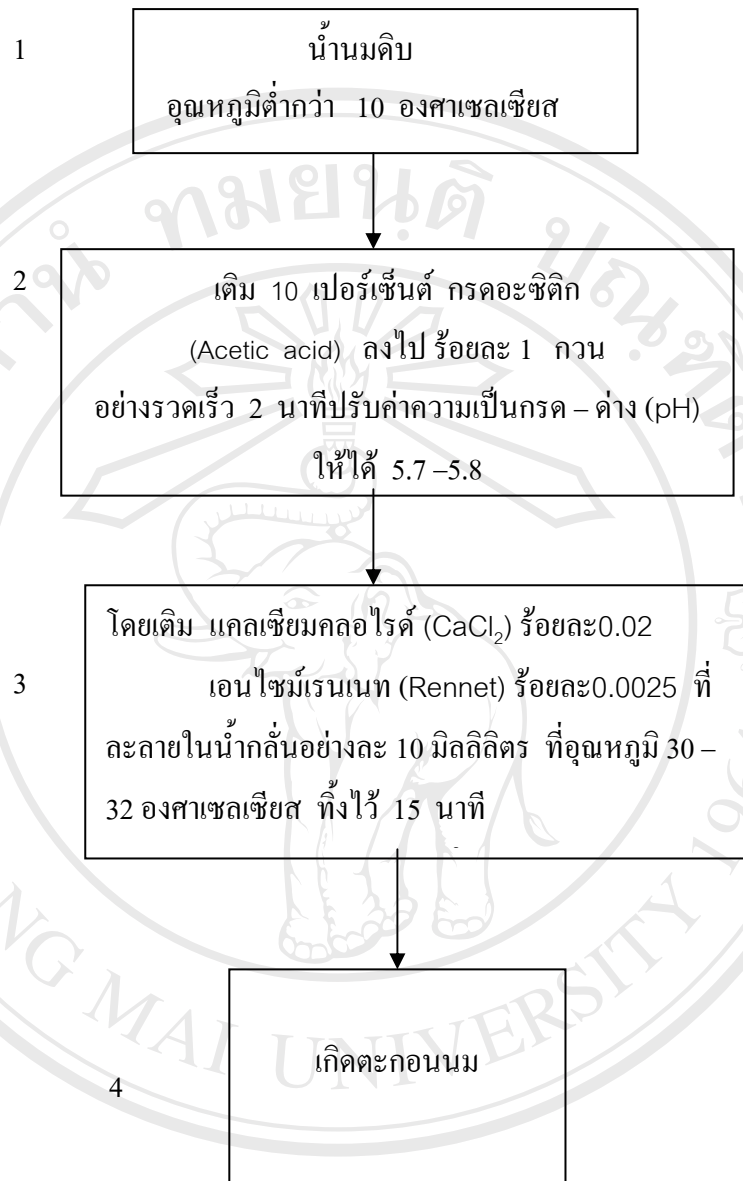 1
น้ำนมดิบ
อุณหภูมิต่ำกว่า 10 องศาเซลเซียส
2
เติม 10 เปอร์เซ็นต์ กรดอะซิติก
(Acetic acid) ลงไป ร้อยละ 1 กวน
อย่างรวดเร็ว 2 นาทีปรับค่าความเป็นกรด – ด่าง (pH)
ให้ได้ 5.7 –5.8
โดยเติม แคลเซียมคลอไรด์ (CaCl₂) ร้อยละ0.02
3
เอนไซม์เรนเนท (Rennet) ร้อยละ0.0025 ที่
ละลายในน้ำกลั่นอย่างละ 10 มิลลิลิตร ที่อุณหภูมิ 30 –
32 องศาเซลเซียส ทิ้งไว้ 15 นาที
เกิดตะกอนนม
4
MAI UNIVERSITY